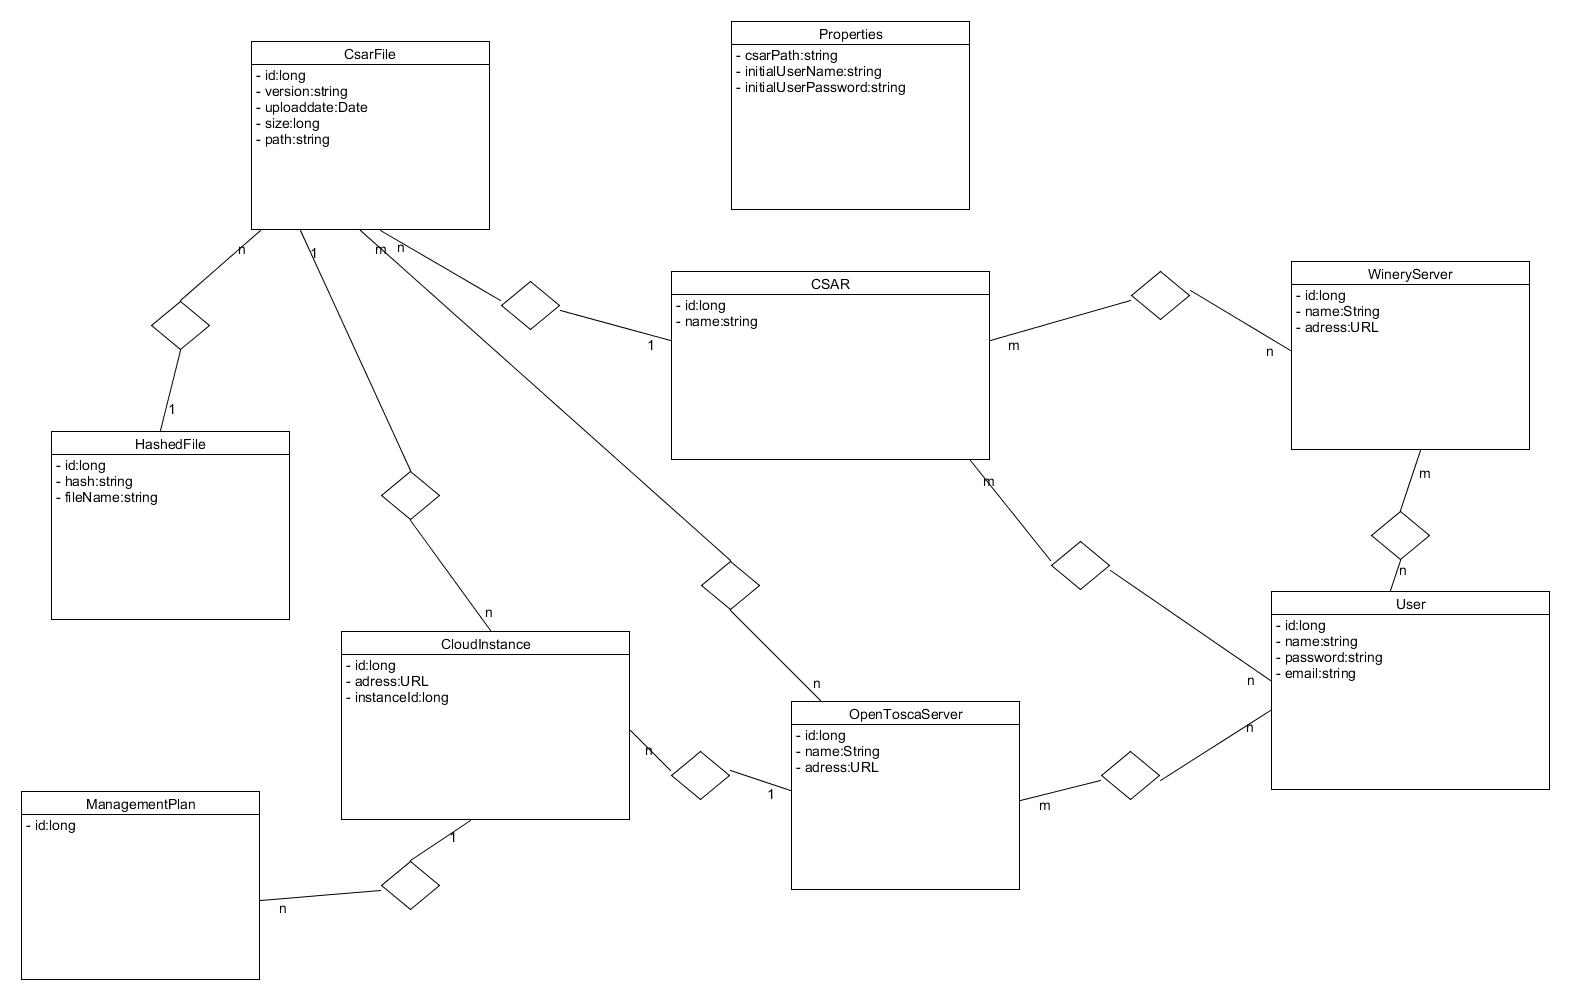 Properties
- csarPath:string
- initialUserName:string
- initialUserPassword:string
CsarFile
- id:long
- version:string
- uploaddate:Date
- size:long
- path:string
n
1
m
n
CSAR
- id:long
- name:string
1
m
n
m
WineryServer
- id:long
- name:String
- adress:URL
m
n
1
HashedFile
- id:long
- hash:string
- fileName:string
n
CloudInstance
- id:long
- adress:URL
- instanceId:long
n
1
n
OpenToscaServer
- id:long
- name:String
- adress:URL
1
m
User
- id:long
- name:string
- password:string
- email:string
n
n
ManagementPlan
- id:long
n